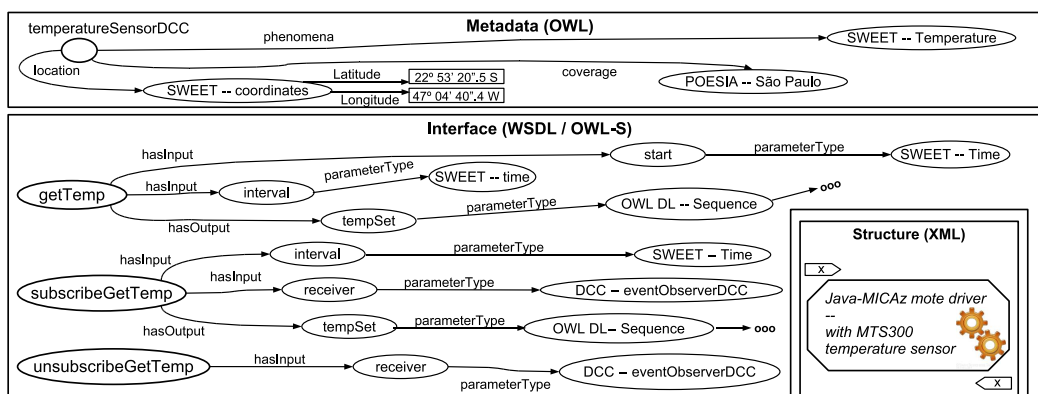 Metadata (OWL)
temperatureSensorDCC
phenomena
SWEET -- Temperature
location
Latitude
22º 53' 20".5 S
coverage
SWEET -- coordinates
POESIA -- São Paulo
Longitude
47º 04' 40".4 W
Interface (WSDL / OWL-S)
hasInput
start
parameterType
SWEET -- Time
getTemp
hasInput
interval
parameterType
SWEET -- time
hasOutput
tempSet
parameterType
OWL DL -- Sequence
ooo
hasInput
interval
parameterType
SWEET – Time
subscribeGetTemp
hasInput
receiver
parameterType
DCC – eventObserverDCC
hasOutput
tempSet
parameterType
OWL DL– Sequence
ooo
unsubscribeGetTemp
hasInput
receiver
parameterType
DCC – eventObserverDCC
Structure (XML)
X
Java-MICAz mote driver
--
with MTS300
temperature sensor
X